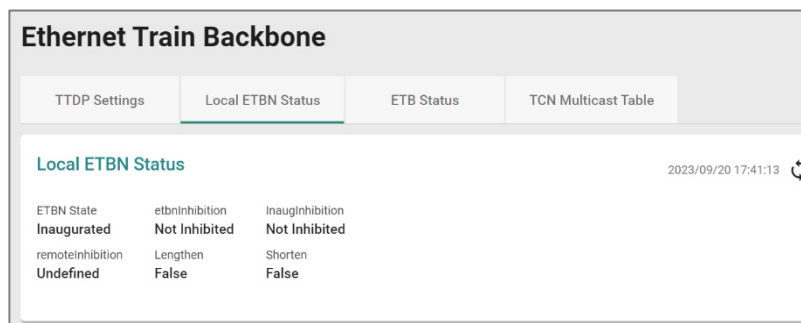 Ethernet Train Backbone
TTDP Settings Local ETBN Status ETB Status TCN Multicast Table
Local ETBN Status 2023/09/20 17:41:13
ETBN State etbnInhibition InaugInhibition
Inaugurated Not Inhibited Not Inhibited
remoteInhibition Lengthen Shorten
Undefined False False